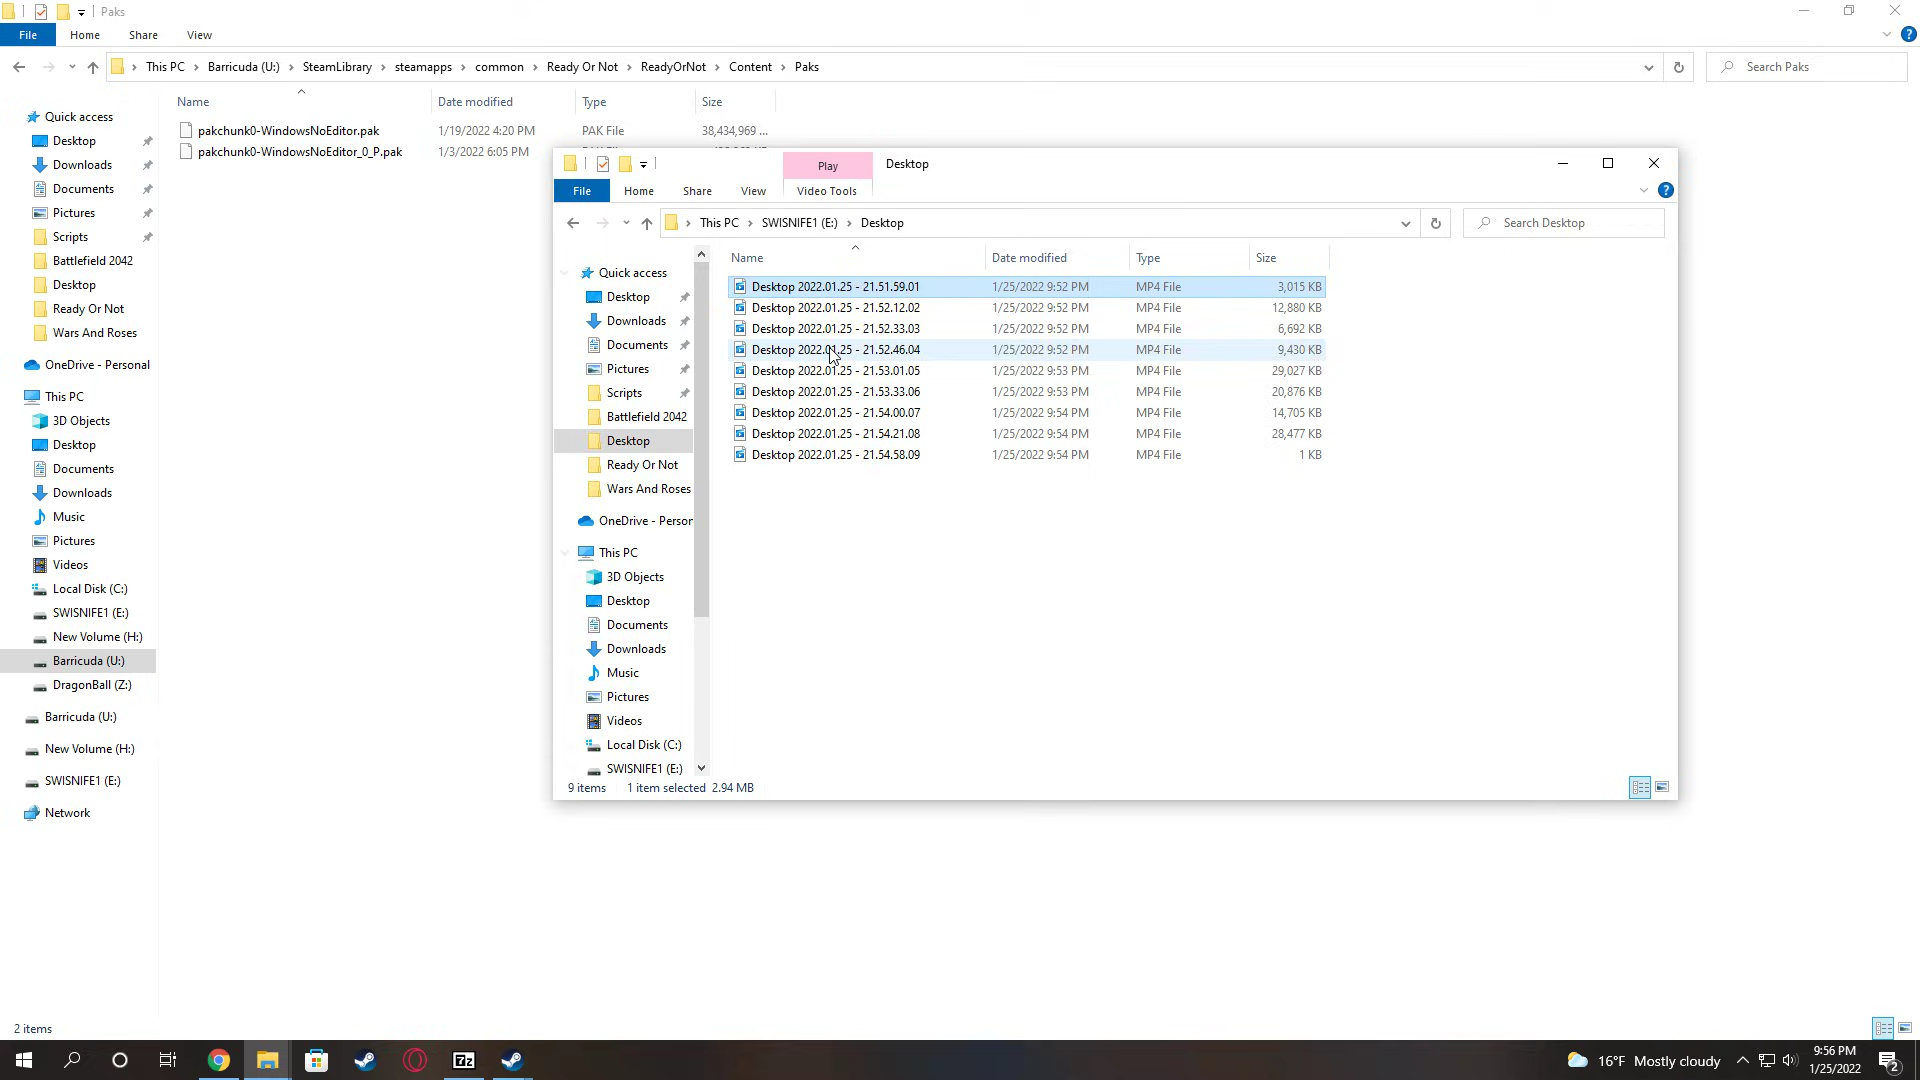 Paks
File Home Share View
This PC Barricuda (U:) SteamLibrary steamapps common Ready Or Not ReadyOrNot Content Paks
Search Paks
Name Date modified Type Size
pakchunk0-WindowsNoEditor.pak 1/19/2022 4:20 PM PAK File 38,434,969 ...
pakchunk0-WindowsNoEditor_0_P.pak 1/3/2022 6:05 PM
Quick access
Desktop
Downloads
Documents
Pictures
Scripts
Battlefield 2042
Desktop
Ready Or Not
Wars And Roses
OneDrive - Personal
This PC
3D Objects
Desktop
Documents
Downloads
Music
Pictures
Videos
Local Disk (C:)
SWISNIFE1 (E:)
New Volume (H:)
Barricuda (U:)
DragonBall (Z:)
Barricuda (U:)
New Volume (H:)
SWISNIFE1 (E:)
Network
2 items
Play Desktop
File Home Share View Video Tools
This PC SWISNIFE1 (E:) Desktop
Search Desktop
Quick access
Desktop
Downloads
Documents
Pictures
Scripts
Battlefield 2042
Desktop
Ready Or Not
Wars And Roses
OneDrive - Person
This PC
3D Objects
Desktop
Documents
Downloads
Music
Pictures
Videos
Local Disk (C:)
SWISNIFE1 (E:)
Name Date modified Type Size
Desktop 2022.01.25 - 21.51.59.01 1/25/2022 9:52 PM MP4 File 3,015 KB
Desktop 2022.01.25 - 21.52.12.02 1/25/2022 9:52 PM MP4 File 12,880 KB
Desktop 2022.01.25 - 21.52.33.03 1/25/2022 9:52 PM MP4 File 6,692 KB
Desktop 2022.01.25 - 21.52.46.04 1/25/2022 9:52 PM MP4 File 9,430 KB
Desktop 2022.01.25 - 21.53.01.05 1/25/2022 9:53 PM MP4 File 29,027 KB
Desktop 2022.01.25 - 21.53.33.06 1/25/2022 9:53 PM MP4 File 20,876 KB
Desktop 2022.01.25 - 21.54.00.07 1/25/2022 9:54 PM MP4 File 14,705 KB
Desktop 2022.01.25 - 21.54.21.08 1/25/2022 9:54 PM MP4 File 28,477 KB
Desktop 2022.01.25 - 21.54.58.09 1/25/2022 9:54 PM MP4 File 1 KB
9 items 1 item selected 2.94 MB
7z
16°F Mostly cloudy
9:56 PM
1/25/2022
2